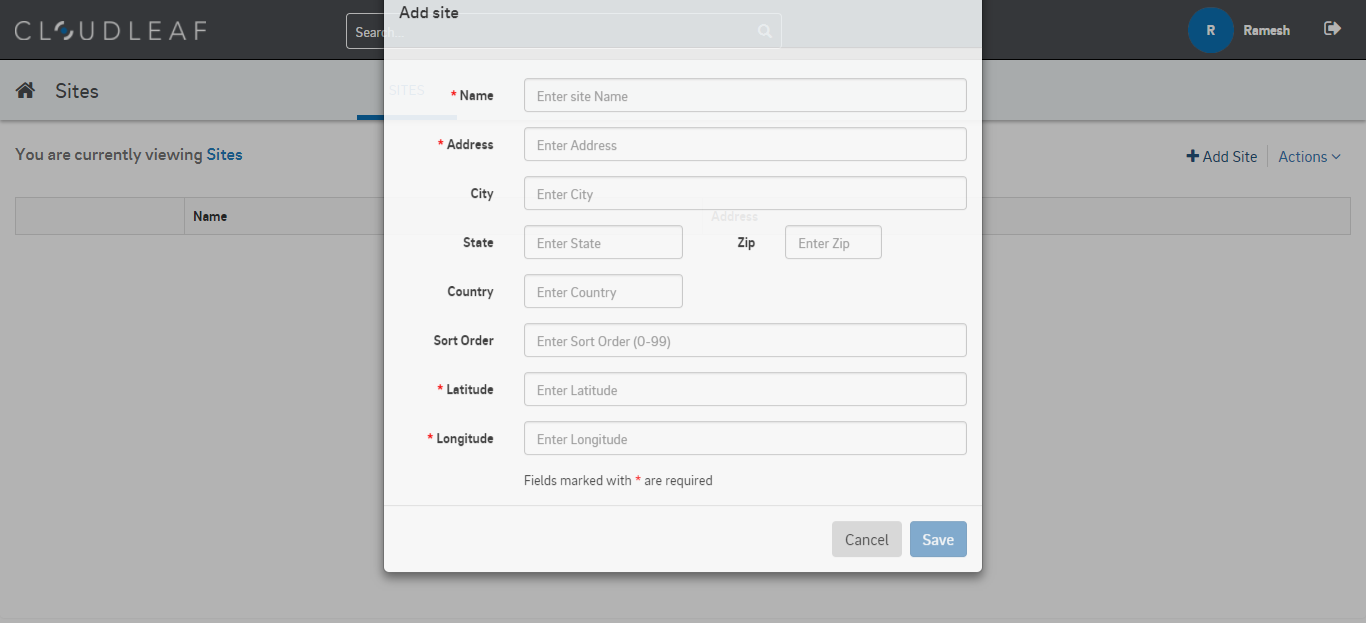 CLOUDLEAF
Search...
Add site
R
Ramesh
Sites
SITES
* Name
Enter site Name
* Address
Enter Address
You are currently viewing Sites
Add Site
Actions
City
Enter City
Name
Address
State
Enter State
Zip
Enter Zip
Country
Enter Country
Sort Order
Enter Sort Order (0-99)
* Latitude
Enter Latitude
* Longitude
Enter Longitude
Fields marked with * are required
Cancel
Save